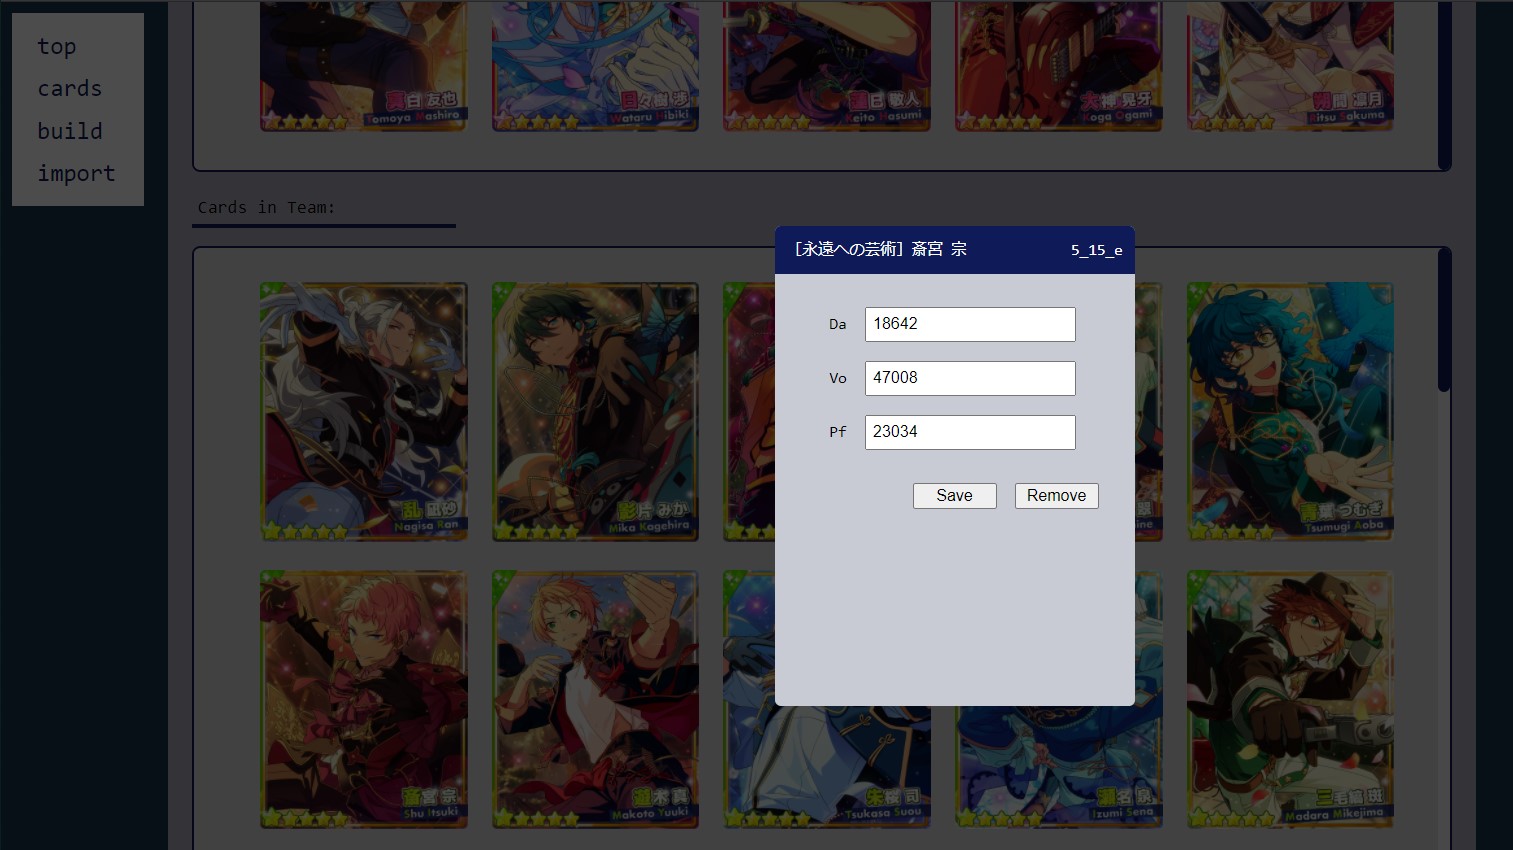 top
cards
build
import
真白 友也
Tomoya Mashiro
日々樹 渉
Wataru Hibiki
蓮巳 敬人
Keito Hasumi
大神 晃牙
Koga Ogami
朔間 凛月
Ritsu Sakuma
Cards in Team:
[永遠への芸術] 斎宮 宗
5_15_e
Da
18642
Vo
47008
Pf
23034
Save
Remove
乱 凪砂
Nagisa Ran
影片 みか
Mika Kagehira
青葉 つむぎ
Tsumugi Aoba
斎宮 宗
Shu Itsuki
遊木 真
Makoto Yuuki
朱桜 司
Tsukasa Suou
瀬名 泉
Izumi Sena
三毛縞 斑
Madara Mikejima